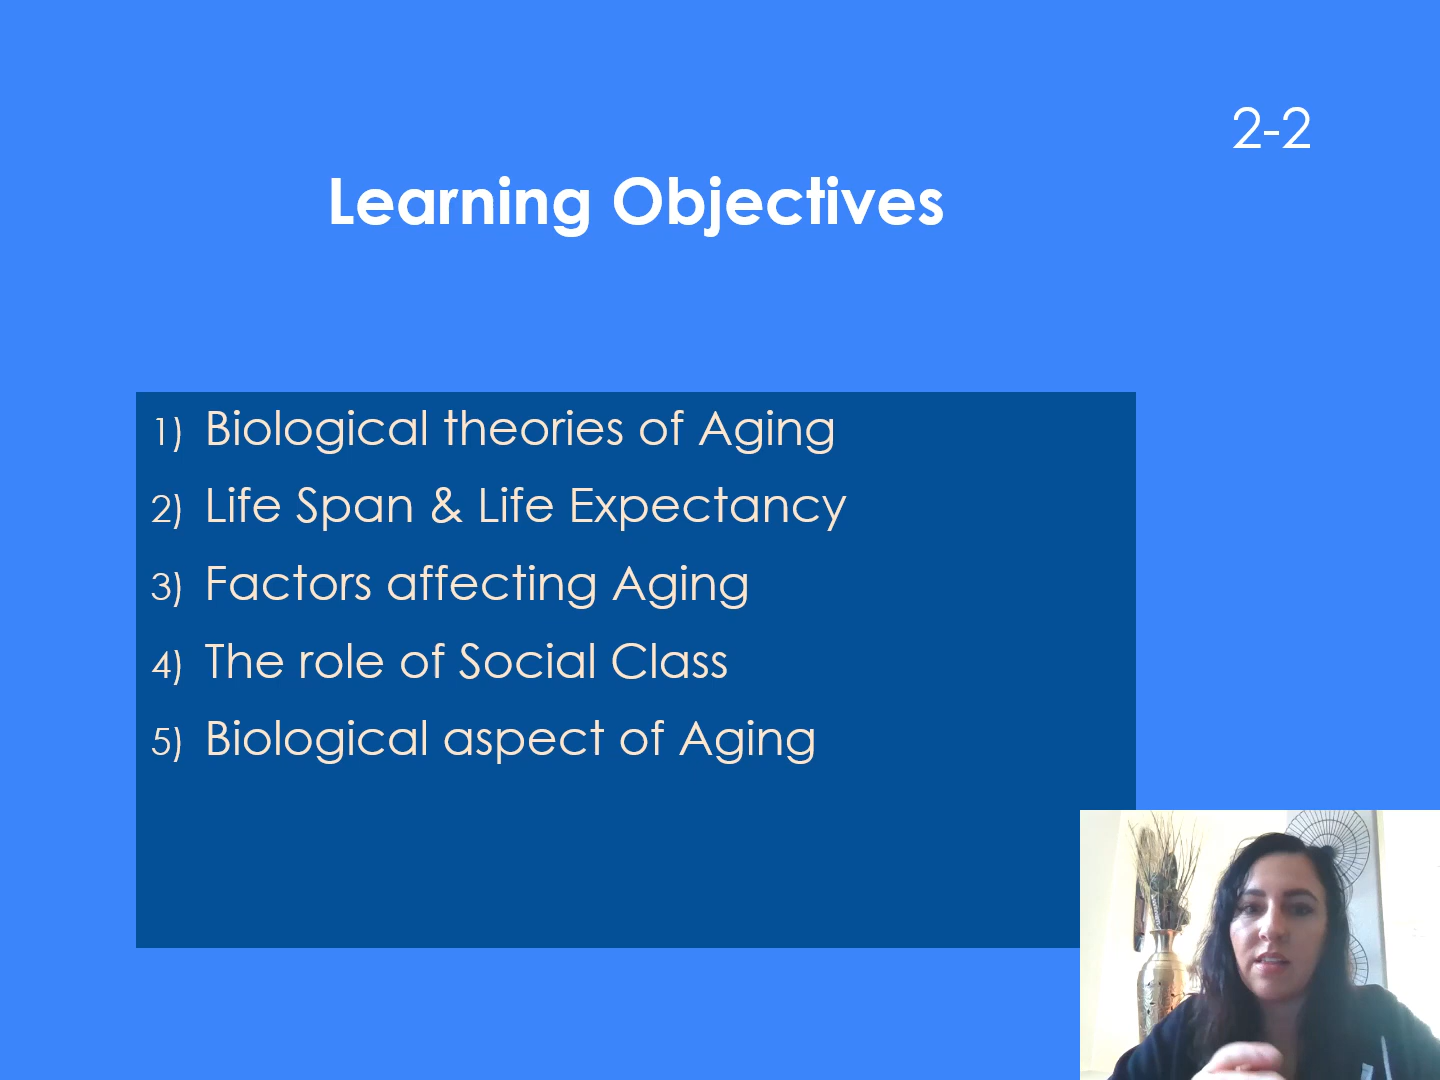 2-2
Learning Objectives
1) Biological theories of Aging
2) Life Span & Life Expectancy
3) Factors affecting Aging
4) The role of Social Class
5) Biological aspect of Aging